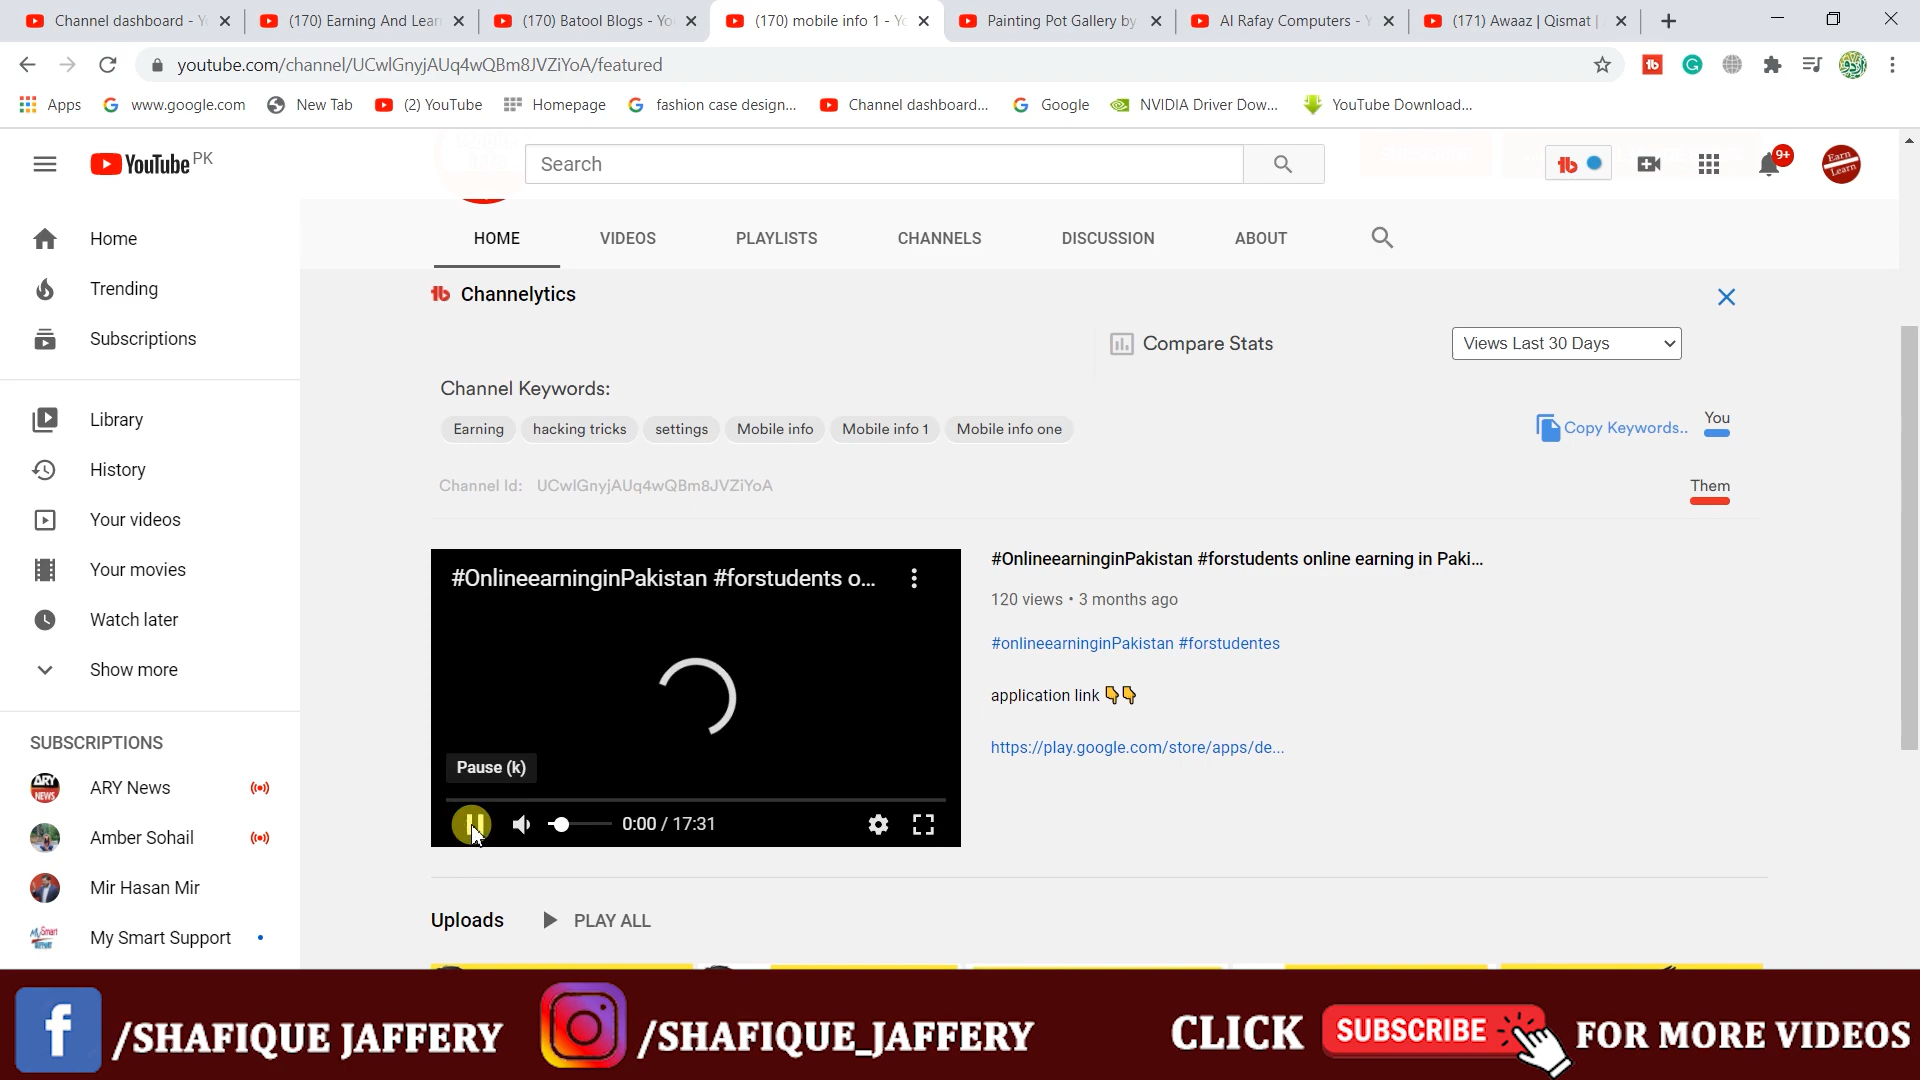 Channel dashboard - Y
(170) Earning And Lear
(170) Batool Blogs - Yo
(170) mobile info 1 - Yo
Painting Pot Gallery by
Al Rafay Computers - Y
(171) Awaaz | Qismat |
youtube.com/channel/UCwlGnyjAUq4wQBm8JVZiYoA/featured
Apps
www.google.com
New Tab
(2) YouTube
Homepage
fashion case design...
Channel dashboard...
Google
NVIDIA Driver Dow...
YouTube Download...
YouTube PK
Search
9+
Earn Learn
Home
Trending
Subscriptions
Library
History
Your videos
Your movies
Watch later
Show more
SUBSCRIPTIONS
ARY NEWS
ARY News
Amber Sohail
Mir Hasan Mir
My Smart Support
HOME
VIDEOS
PLAYLISTS
CHANNELS
DISCUSSION
ABOUT
Channelytics
Compare Stats
Views Last 30 Days
Channel Keywords:
Earning
hacking tricks
settings
Mobile info
Mobile info 1
Mobile info one
Copy Keywords..
You
Channel Id: UCwlGnyjAUq4wQBm8JVZiYoA
Them
#OnlineearninginPakistan #forstudents o...
Pause (k)
0:00 / 17:31
#OnlineearninginPakistan #forstudents online earning in Paki...
120 views • 3 months ago
#onlineearninginPakistan #forstudentes
application link 👇👇
https://play.google.com/store/apps/de...
Uploads
PLAY ALL
/SHAFIQUE JAFFERY
/SHAFIQUE_JAFFERY
CLICK SUBSCRIBE FOR MORE VIDEOS